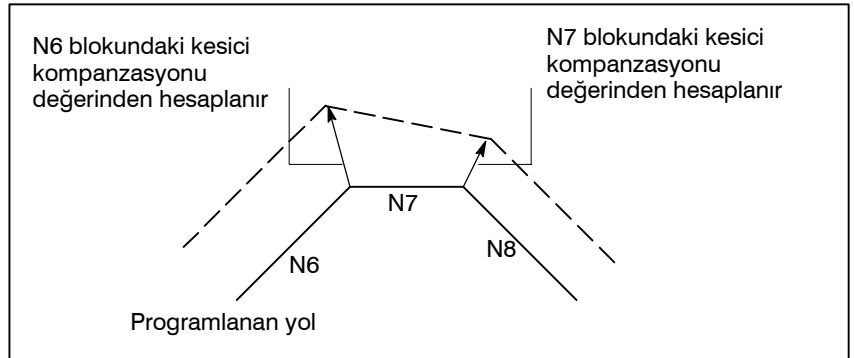 N6 blokundaki kesici
kompanzasyonu
değerinden hesaplanır
N7 blokundaki kesici
kompanzasyonu
değerinden hesaplanır
N7
N6
N8
Programlanan yol